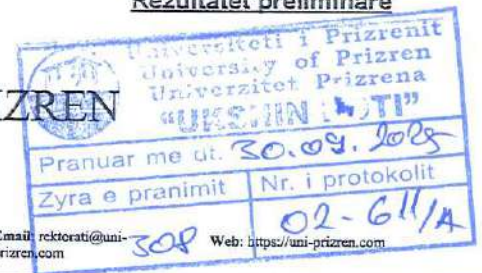 Rezultatet preliminare
Universiteti i Prizrenit
University of Prizren
Univerzitet Prizrena
IZREN
Pranuar me dt. 30.09.2025
Zyra e pranimit
Nr. i protokolit
308
02-611/A
Email: rektorati@uni-
prizren.com
Web: https://uni-prizren.com